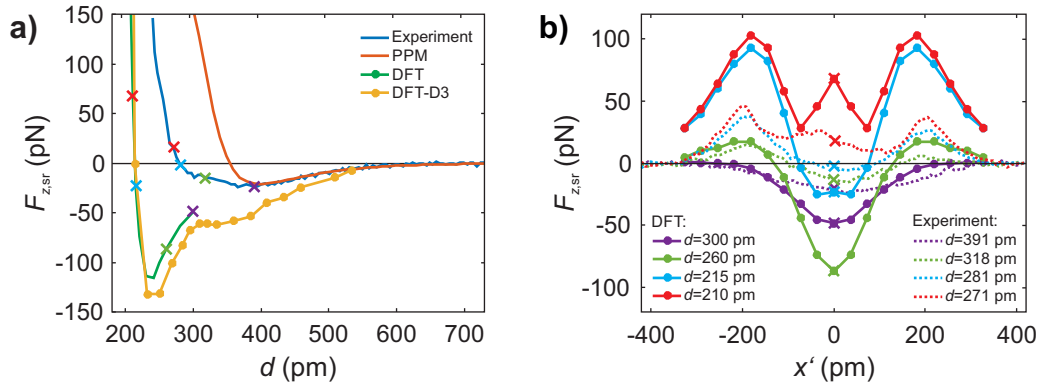 a)
F_z,sr (pN)
150
100
50
0
-50
-100
-150
200
300
400
500
600
700
d (pm)
Experiment
PPM
DFT
DFT-D3
b)
F_z,sr (pN)
100
50
0
-50
-100
-400
-200
0
200
400
x‘ (pm)
DFT:
d=300 pm
d=260 pm
d=215 pm
d=210 pm
Experiment:
d=391 pm
d=318 pm
d=281 pm
d=271 pm